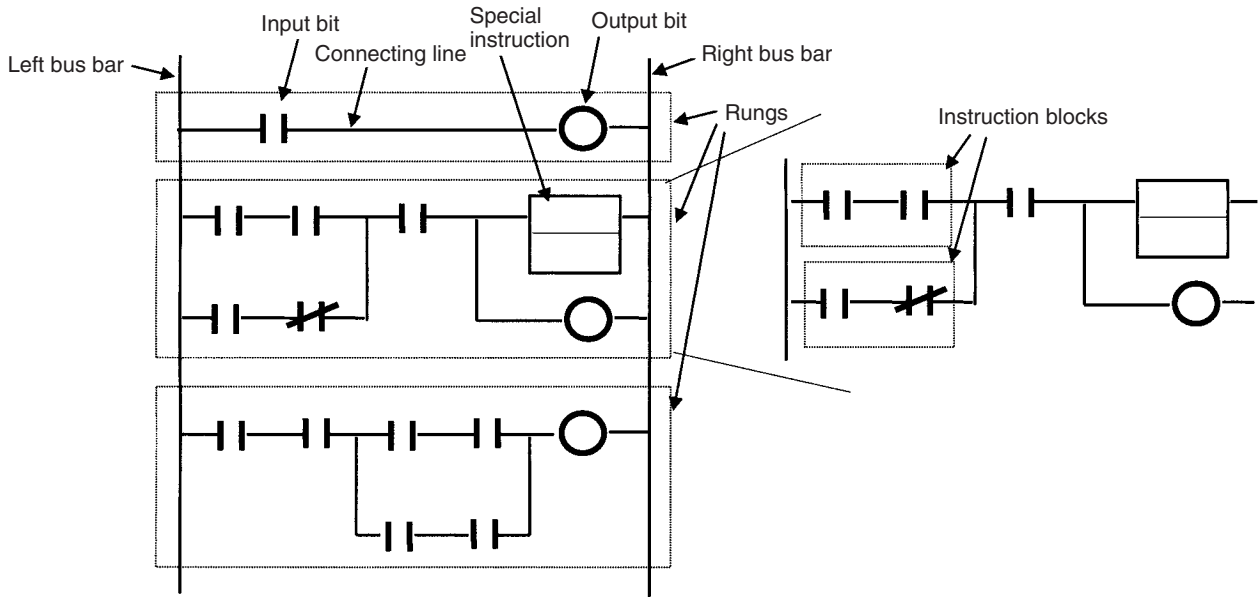 Input bit
Special
instruction
Output bit
Left bus bar
Connecting line
Right bus bar
Rungs
Instruction blocks